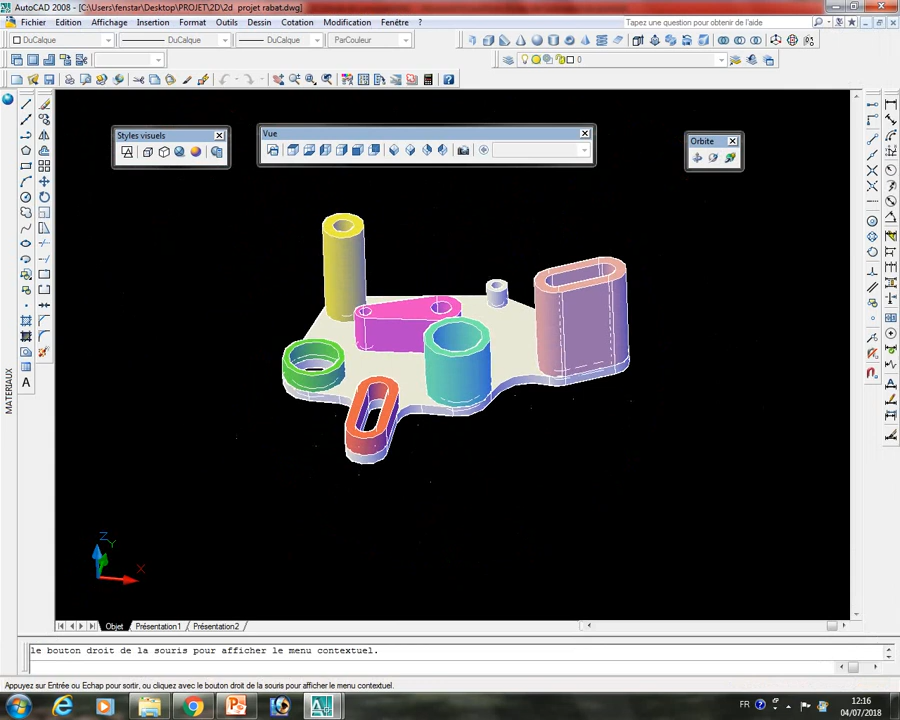 AutoCAD 2008 - [C:\Users\fenstar\Desktop\PROJET\2D\2d projet rabat.dwg]
Fichier Edition Affichage Insertion Format Outils Dessin Cotation Modification Fenêtre ?
Tapez une question pour obtenir de l'aide
DuCalque DuCalque DuCalque ParCouleur
0
Styles visuels
Vue
Orbite
MATERIAUX
Z
Y
X
Objet Présentation1 Présentation2
le bouton droit de la souris pour afficher le menu contextuel.
Appuyez sur Entrée ou Echap pour sortir, ou cliquez avec le bouton droit de la souris pour afficher le menu contextuel.
FR
12:16
04/07/2018